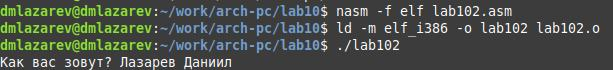 dmlazarev@dmlazarev:~/work/arch-pc/lab10$ nasm -f elf lab102.asm
dmlazarev@dmlazarev:~/work/arch-pc/lab10$ ld -m elf_i386 -o lab102 lab102.o
dmlazarev@dmlazarev:~/work/arch-pc/lab10$ ./lab102
Как вас зовут? Лазарев Даниил